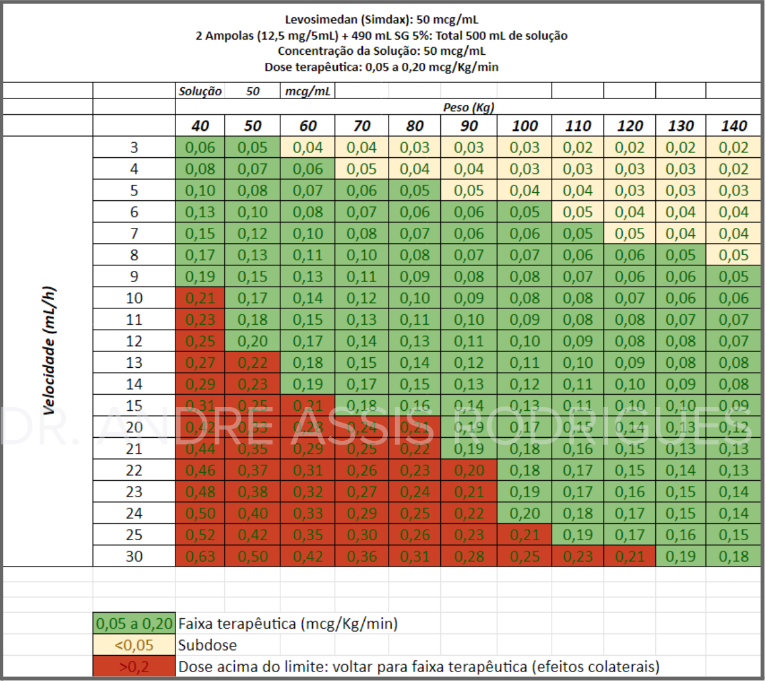 Levosimedan (Simdax): 50 mcg/mL
2 Ampolas (12,5 mg/5mL) + 490 mL SG 5%: Total 500 mL de solução
Concentração da Solução: 50 mcg/mL
Dose terapêutica: 0,05 a 0,20 mcg/Kg/min
Solução 50 mcg/mL
Peso (Kg)
40 50 60 70 80 90 100 110 120 130 140
Velocidade (mL/h)
3 0,06 0,05 0,04 0,04 0,03 0,03 0,03 0,02 0,02 0,02 0,02
4 0,08 0,07 0,06 0,05 0,04 0,04 0,03 0,03 0,03 0,03 0,02
5 0,10 0,08 0,07 0,06 0,05 0,05 0,04 0,04 0,03 0,03 0,03
6 0,13 0,10 0,08 0,07 0,06 0,06 0,05 0,05 0,04 0,04 0,04
7 0,15 0,12 0,10 0,08 0,07 0,06 0,06 0,05 0,05 0,04 0,04
8 0,17 0,13 0,11 0,10 0,08 0,07 0,07 0,06 0,06 0,05 0,05
9 0,19 0,15 0,13 0,11 0,09 0,08 0,08 0,07 0,06 0,06 0,05
10 0,21 0,17 0,14 0,12 0,10 0,09 0,08 0,08 0,07 0,06 0,06
11 0,23 0,18 0,15 0,13 0,11 0,10 0,09 0,08 0,08 0,07 0,07
12 0,25 0,20 0,17 0,14 0,13 0,11 0,10 0,09 0,08 0,08 0,07
13 0,27 0,22 0,18 0,15 0,14 0,12 0,11 0,10 0,09 0,08 0,08
14 0,29 0,23 0,19 0,17 0,15 0,13 0,12 0,11 0,10 0,09 0,08
15 0,31 0,25 0,21 0,18 0,16 0,14 0,13 0,11 0,10 0,10 0,09
DR. ANDRE ASSIS RODRIGUES
20 0,42 0,33 0,28 0,24 0,21 0,19 0,17 0,15 0,14 0,13 0,12
21 0,44 0,35 0,29 0,25 0,22 0,19 0,18 0,16 0,15 0,13 0,13
22 0,46 0,37 0,31 0,26 0,23 0,20 0,18 0,17 0,15 0,14 0,13
23 0,48 0,38 0,32 0,27 0,24 0,21 0,19 0,17 0,16 0,15 0,14
24 0,50 0,40 0,33 0,29 0,25 0,22 0,20 0,18 0,17 0,15 0,14
25 0,52 0,42 0,35 0,30 0,26 0,23 0,21 0,19 0,17 0,16 0,15
30 0,63 0,50 0,42 0,36 0,31 0,28 0,25 0,23 0,21 0,19 0,18
0,05 a 0,20 Faixa terapêutica (mcg/Kg/min)
<0,05 Subdose
>0,2 Dose acima do limite: voltar para faixa terapêutica (efeitos colaterais)